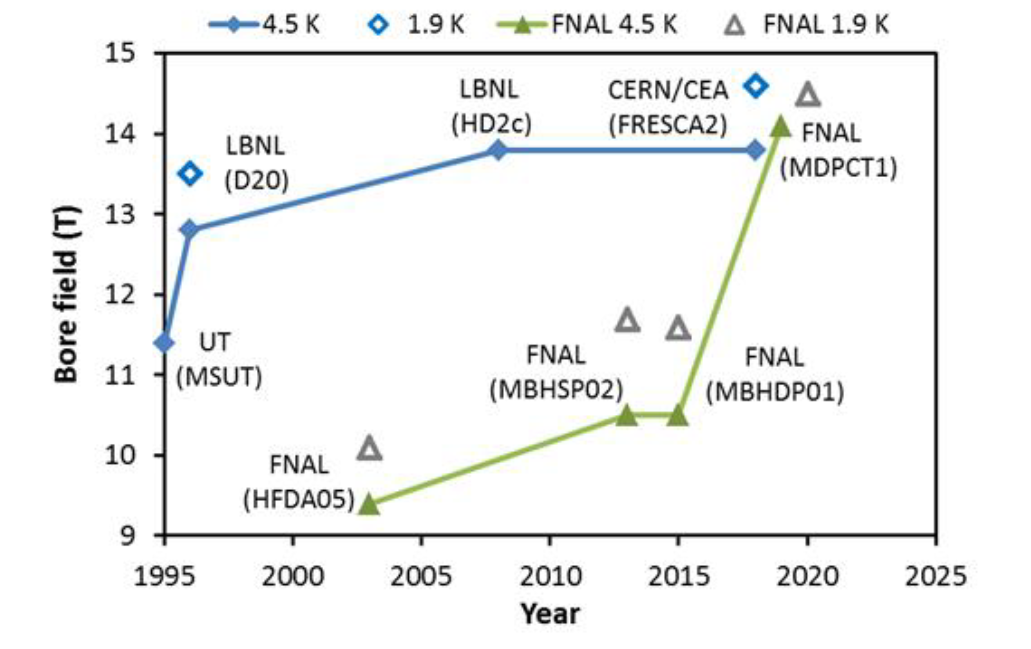 4.5 K 1.9 K FNAL 4.5 K FNAL 1.9 K
15
14
13
12
11
10
9
Bore field (T)
LBNL
(D20)
LBNL
(HD2c)
CERN/CEA
(FRESCA2)
FNAL
(MDPCT1)
UT
(MSUT)
FNAL
(MBHSP02)
FNAL
(MBHDP01)
FNAL
(HFDA05)
1995 2000 2005 2010 2015 2020 2025
Year